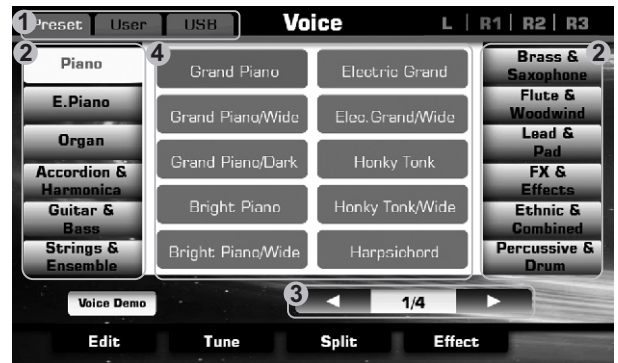 1 Preset User USB Voice L | R1 | R2 | R3
2
Piano
E.Piano
Organ
Accordion &
Harmonica
Guitar &
Bass
Strings &
Ensemble
4
Grand Piano Electric Grand
Grand Piano/Wide Elec.Grand/Wide
Grand Piano/Dark Honky Tonk
Bright Piano Honky Tonk/Wide
Bright Piano/Wide Harpsichord
2
Brass &
Saxophone
Flute &
Woodwind
Lead &
Pad
FX &
Effects
Ethnic &
Combined
Percussive &
Drum
Voice Demo
3 1/4
Edit Tune Split Effect